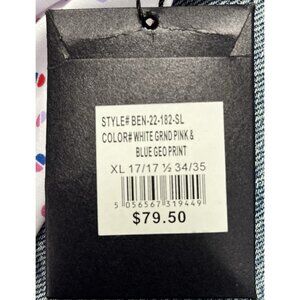 STYLE# BEN-22-182-SL
COLOR# WHITE GRND PINK &
BLUE GEO PRINT
XL 17/17 ½ 34/35
5 056567 319449
$79.50